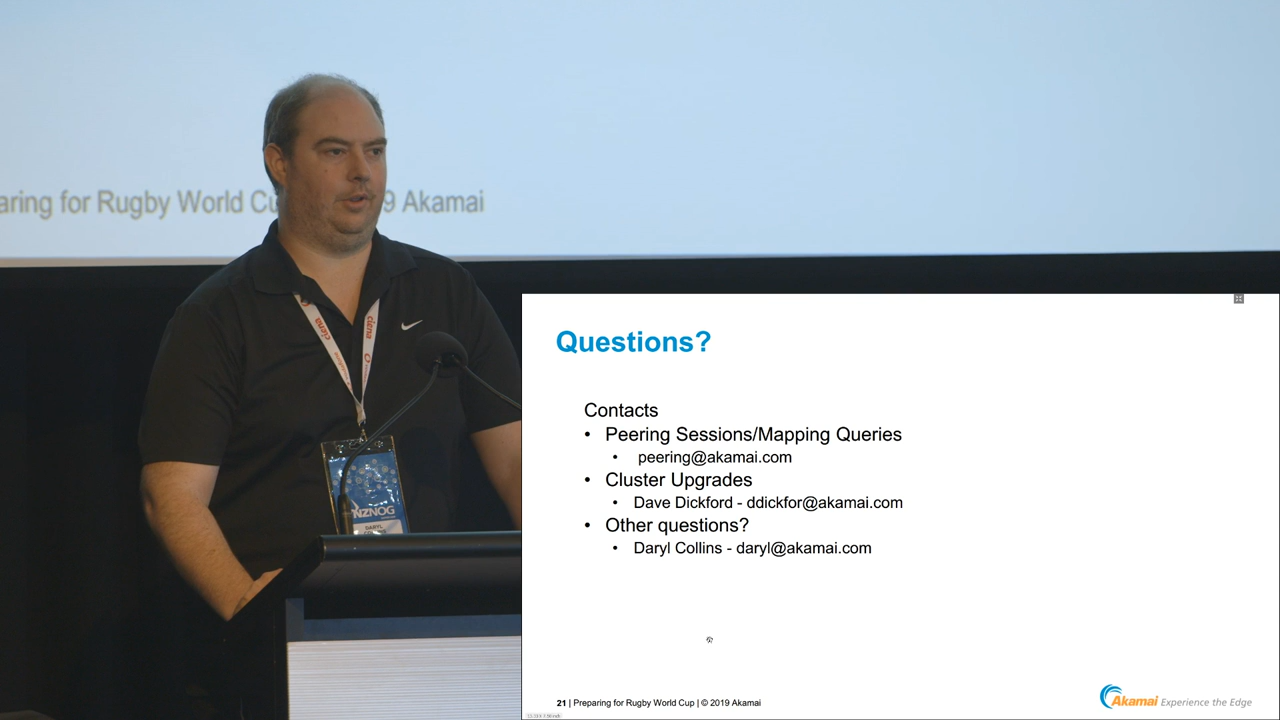 aring for Rugby World Cu
9 Akamai
ciena
ciena
NZNOG
DARYL
Questions?
Contacts
• Peering Sessions/Mapping Queries
• peering@akamai.com
• Cluster Upgrades
• Dave Dickford - ddickfor@akamai.com
• Other questions?
• Daryl Collins - daryl@akamai.com
21 | Preparing for Rugby World Cup | © 2019 Akamai
Akamai Experience the Edge